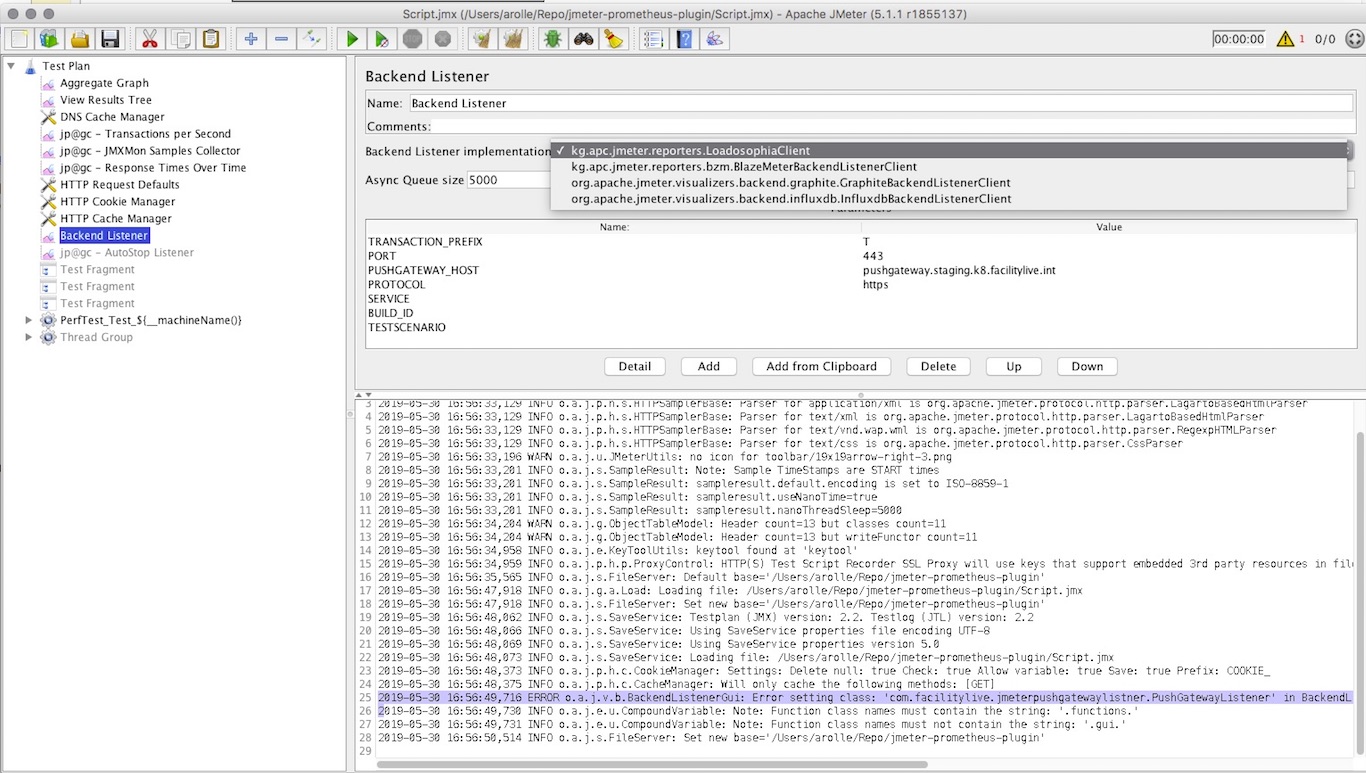 Script.jmx (/Users/arolle/Repo/jmeter-prometheus-plugin/Script.jmx) - Apache JMeter (5.1.1 r1855137)
00:00:00 1 0/0
Test Plan
Aggregate Graph
View Results Tree
DNS Cache Manager
jp@gc - Transactions per Second
jp@gc - JMXMon Samples Collector
jp@gc - Response Times Over Time
HTTP Request Defaults
HTTP Cookie Manager
HTTP Cache Manager
Backend Listener
jp@gc - AutoStop Listener
Test Fragment
Test Fragment
Test Fragment
PerfTest_Test_${__machineName()}
Thread Group
Backend Listener
Name: Backend Listener
Comments:
Backend Listener implementation
✓ kg.apc.jmeter.reporters.LoadosophiaClient
kg.apc.jmeter.reporters.bzm.BlazeMeterBackendListenerClient
org.apache.jmeter.visualizers.backend.graphite.GraphiteBackendListenerClient
org.apache.jmeter.visualizers.backend.influxdb.InfluxdbBackendListenerClient
Async Queue size 5000
Parameters
Name: Value
TRANSACTION_PREFIX T
PORT 443
PUSHGATEWAY_HOST pushgateway.staging.k8.facilitylive.int
PROTOCOL https
SERVICE
BUILD_ID
TESTSCENARIO
Detail Add Add from Clipboard Delete Up Down
3 2019-05-30 16:56:33,129 INFO o.a.j.p.h.s.HTTPSamplerBase: Parser for application/xml is org.apache.jmeter.protocol.http.parser.LagartoBasedHtmlParser
4 2019-05-30 16:56:33,129 INFO o.a.j.p.h.s.HTTPSamplerBase: Parser for text/xml is org.apache.jmeter.protocol.http.parser.LagartoBasedHtmlParser
5 2019-05-30 16:56:33,129 INFO o.a.j.p.h.s.HTTPSamplerBase: Parser for text/vnd.wap.wml is org.apache.jmeter.protocol.http.parser.RegexpHTMLParser
6 2019-05-30 16:56:33,129 INFO o.a.j.p.h.s.HTTPSamplerBase: Parser for text/css is org.apache.jmeter.protocol.http.parser.CssParser
7 2019-05-30 16:56:33,196 WARN o.a.j.u.JMeterUtils: no icon for toolbar/19x19arrow-right-3.png
8 2019-05-30 16:56:33,201 INFO o.a.j.s.SampleResult: Note: Sample TimeStamps are START times
9 2019-05-30 16:56:33,201 INFO o.a.j.s.SampleResult: sampleresult.default.encoding is set to ISO-8859-1
10 2019-05-30 16:56:33,201 INFO o.a.j.s.SampleResult: sampleresult.useNanoTime=true
11 2019-05-30 16:56:33,201 INFO o.a.j.s.SampleResult: sampleresult.nanoThreadSleep=5000
12 2019-05-30 16:56:34,204 WARN o.a.j.g.ObjectTableModel: Header count=13 but classes count=11
13 2019-05-30 16:56:34,204 WARN o.a.j.g.ObjectTableModel: Header count=13 but writeFunctor count=11
14 2019-05-30 16:56:34,958 INFO o.a.j.e.KeyToolUtils: keytool found at 'keytool'
15 2019-05-30 16:56:34,959 INFO o.a.j.p.h.p.ProxyControl: HTTP(S) Test Script Recorder SSL Proxy will use keys that support embedded 3rd party resources in fil
16 2019-05-30 16:56:35,565 INFO o.a.j.s.FileServer: Default base='/Users/arolle/Repo/jmeter-prometheus-plugin'
17 2019-05-30 16:56:47,918 INFO o.a.j.g.a.Load: Loading file: /Users/arolle/Repo/jmeter-prometheus-plugin/Script.jmx
18 2019-05-30 16:56:47,918 INFO o.a.j.s.FileServer: Set new base='/Users/arolle/Repo/jmeter-prometheus-plugin'
19 2019-05-30 16:56:48,062 INFO o.a.j.s.SaveService: Testplan (JMX) version: 2.2. Testlog (JTL) version: 2.2
20 2019-05-30 16:56:48,066 INFO o.a.j.s.SaveService: Using SaveService properties file encoding UTF-8
21 2019-05-30 16:56:48,069 INFO o.a.j.s.SaveService: Using SaveService properties version 5.0
22 2019-05-30 16:56:48,073 INFO o.a.j.s.SaveService: Loading file: /Users/arolle/Repo/jmeter-prometheus-plugin/Script.jmx
23 2019-05-30 16:56:48,373 INFO o.a.j.p.h.c.CookieManager: Settings: Delete null: true Check: true Allow variable: true Save: true Prefix: COOKIE_
24 2019-05-30 16:56:48,375 INFO o.a.j.p.h.c.CacheManager: Will only cache the following methods: [GET]
25 2019-05-30 16:56:49,716 ERROR o.a.j.v.b.BackendListenerGui: Error setting class: 'com.facilitylive.jmeterpushgatewaylistner.PushGatewayListener' in BackendL
26 2019-05-30 16:56:49,730 INFO o.a.j.e.u.CompoundVariable: Note: Function class names must contain the string: '.functions.'
27 2019-05-30 16:56:49,731 INFO o.a.j.e.u.CompoundVariable: Note: Function class names must not contain the string: '.gui.'
28 2019-05-30 16:56:50,514 INFO o.a.j.s.FileServer: Set new base='/Users/arolle/Repo/jmeter-prometheus-plugin'
29